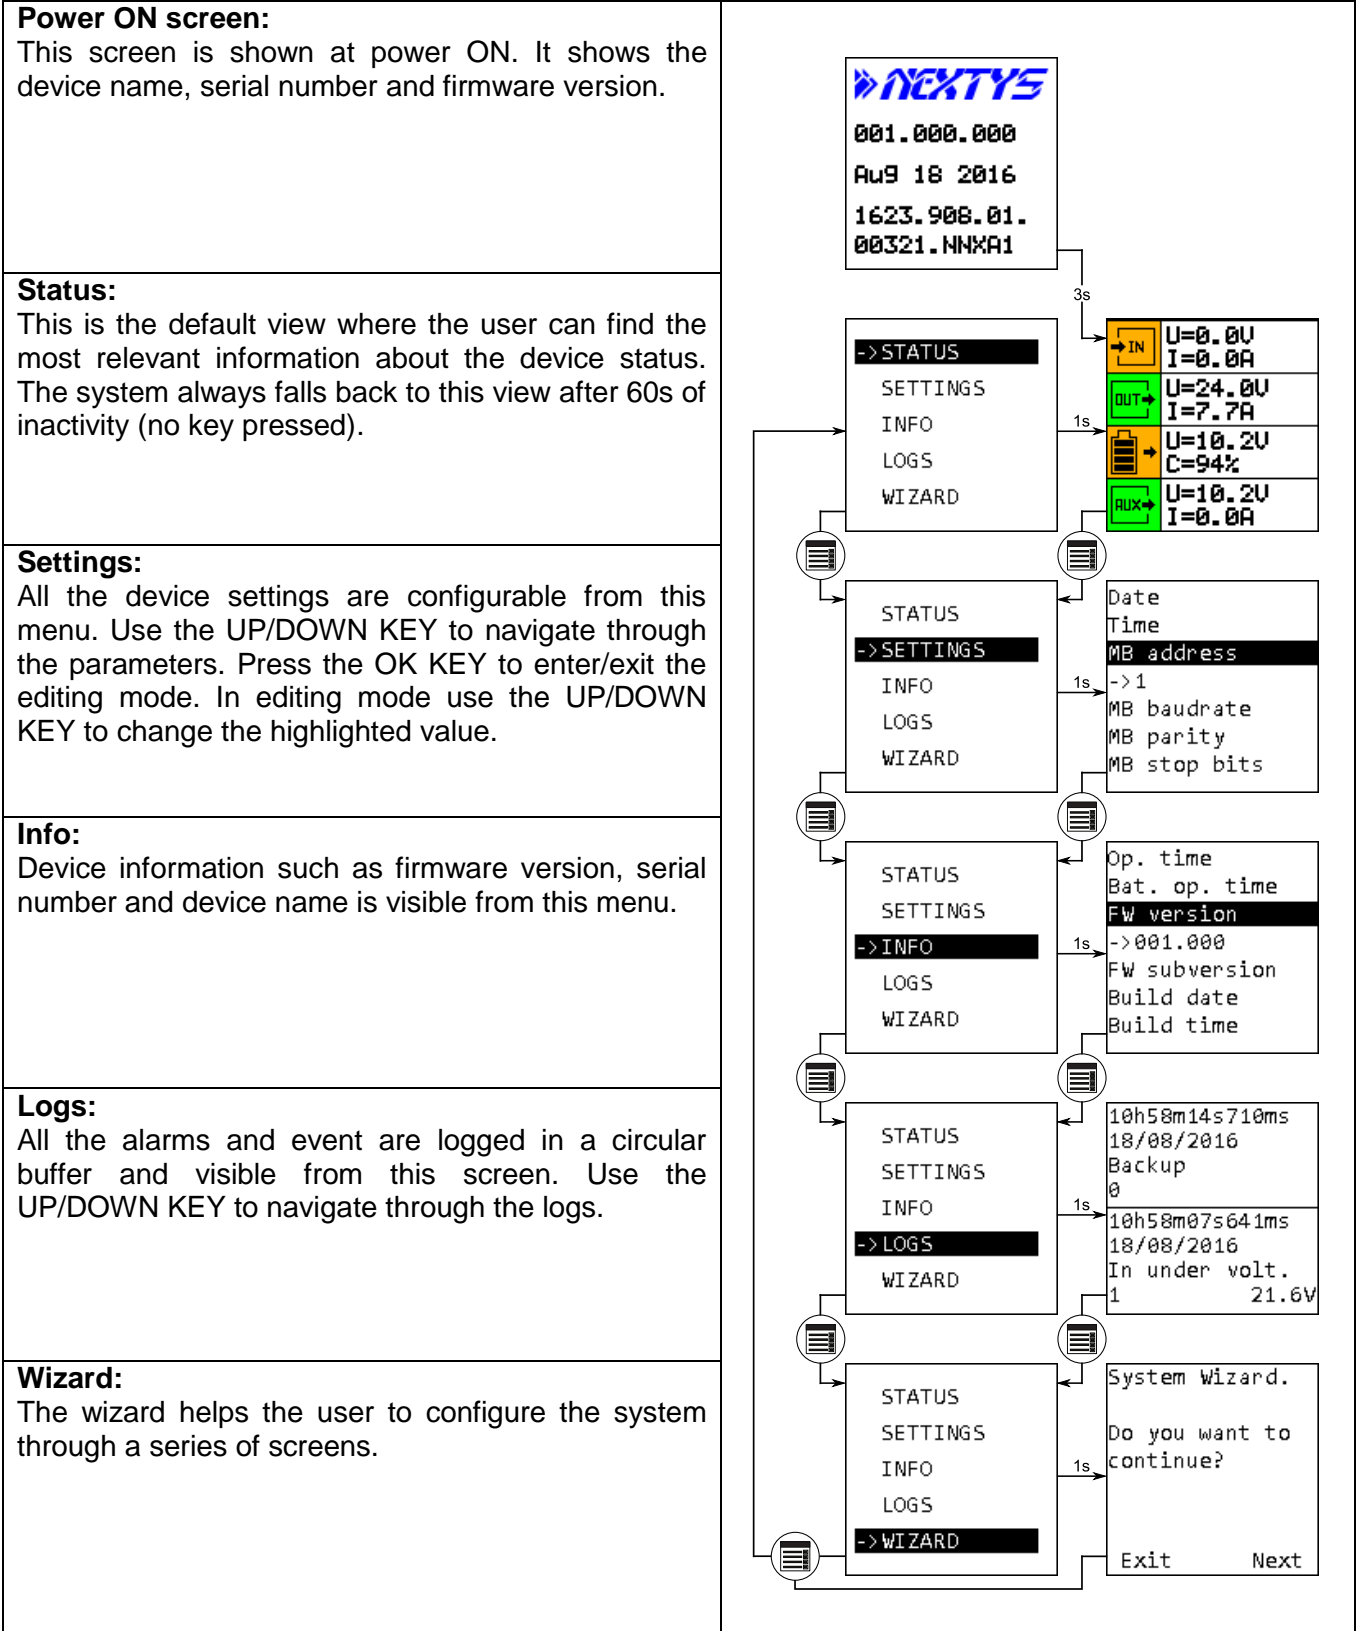 Power ON screen:
This screen is shown at power ON. It shows the
device name, serial number and firmware version.
NEXTYS
001.000.000
Aug 18 2016
1623.908.01.
00321.NNXA1
3s
Status:
This is the default view where the user can find the
most relevant information about the device status.
The system always falls back to this view after 60s of
inactivity (no key pressed).
->STATUS
SETTINGS
INFO
LOGS
WIZARD
1s
IN
U=0.0V
I=0.0A
OUT
U=24.0V
I=7.7A
U=10.2V
C=94%
AUX
U=10.2V
I=0.0A
Settings:
All the device settings are configurable from this
menu. Use the UP/DOWN KEY to navigate through
the parameters. Press the OK KEY to enter/exit the
editing mode. In editing mode use the UP/DOWN
KEY to change the highlighted value.
STATUS
->SETTINGS
INFO
LOGS
WIZARD
1s
Date
Time
MB address
->1
MB baudrate
MB parity
MB stop bits
Info:
Device information such as firmware version, serial
number and device name is visible from this menu.
STATUS
SETTINGS
->INFO
LOGS
WIZARD
1s
Op. time
Bat. op. time
FW version
->001.000
FW subversion
Build date
Build time
Logs:
All the alarms and event are logged in a circular
buffer and visible from this screen. Use the
UP/DOWN KEY to navigate through the logs.
STATUS
SETTINGS
INFO
->LOGS
WIZARD
1s
10h58m14s710ms
18/08/2016
Backup
0
10h58m07s641ms
18/08/2016
In under volt.
1 21.6V
Wizard:
The wizard helps the user to configure the system
through a series of screens.
STATUS
SETTINGS
INFO
LOGS
->WIZARD
1s
System Wizard.
Do you want to
continue?
Exit Next